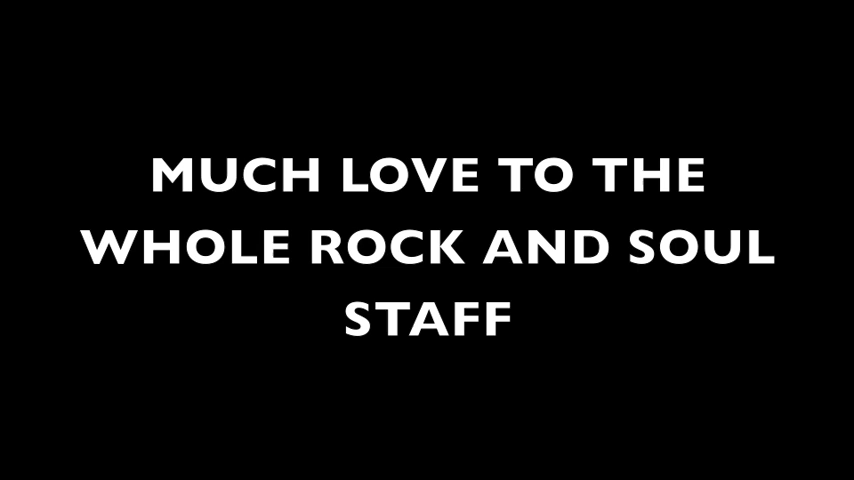 MUCH LOVE TO THE
WHOLE ROCK AND SOUL
STAFF